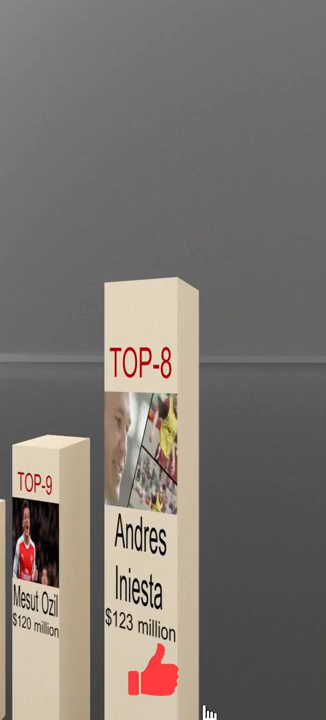 TOP-8
Andres
Iniesta
$123 million
TOP-9
Mesut Ozil
$120 million